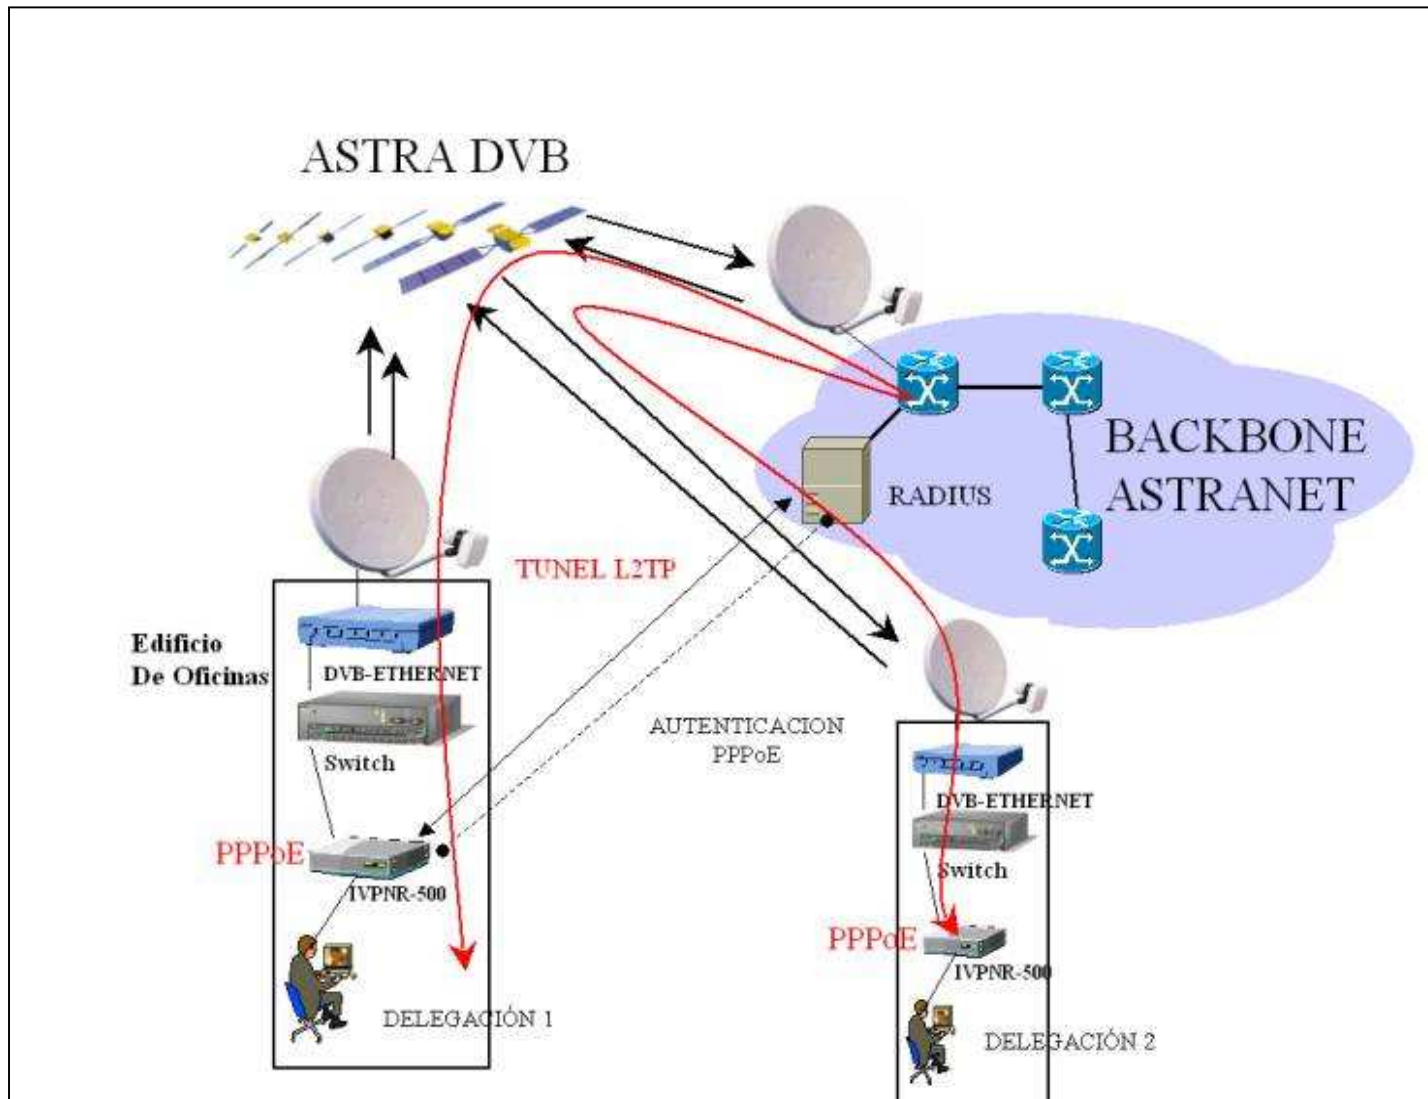 ASTRA DVB
BACKBONE
ASTRANET
RADIUS
TUNEL L2TP
Edificio
De Oficinas
DVB-ETHERNET
Switch
AUTENTICACION
PPPoE
PPPoE
IVPNR-500
DELEGACIÓN 1
DVB-ETHERNET
Switch
PPPoE
IVPNR-500
DELEGACIÓN 2